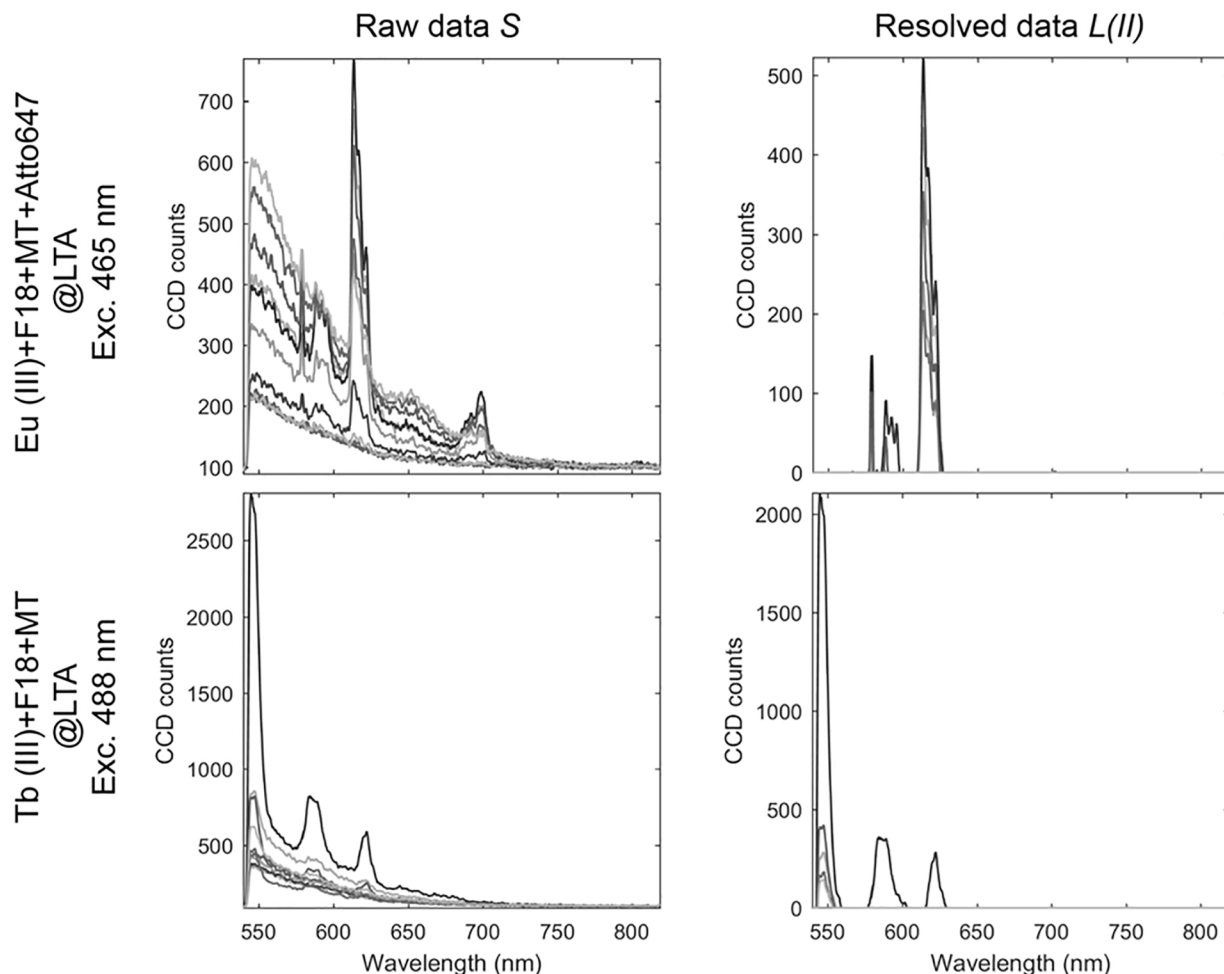 Raw data S
Resolved data L(II)
Eu (III)+F18+MT+Atto647
@LTA
Exc. 465 nm
CCD counts
700
600
500
400
300
200
100
CCD counts
500
400
300
200
100
0
Tb (III)+F18+MT
@LTA
Exc. 488 nm
CCD counts
2500
2000
1500
1000
500
550 600 650 700 750 800
Wavelength (nm)
CCD counts
2000
1500
1000
500
0
550 600 650 700 750 800
Wavelength (nm)